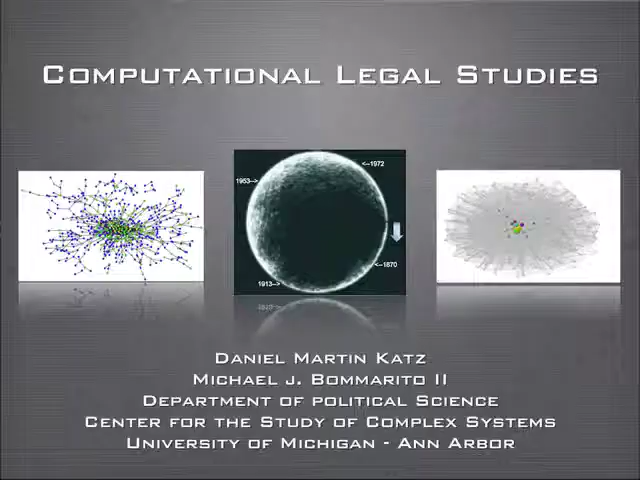 Computational Legal Studies
<--1972
1953-->
<--1870
1913-->
Daniel Martin Katz
Michael J. Bommarito II
Department of Political Science
Center for the Study of Complex Systems
University of Michigan - Ann Arbor